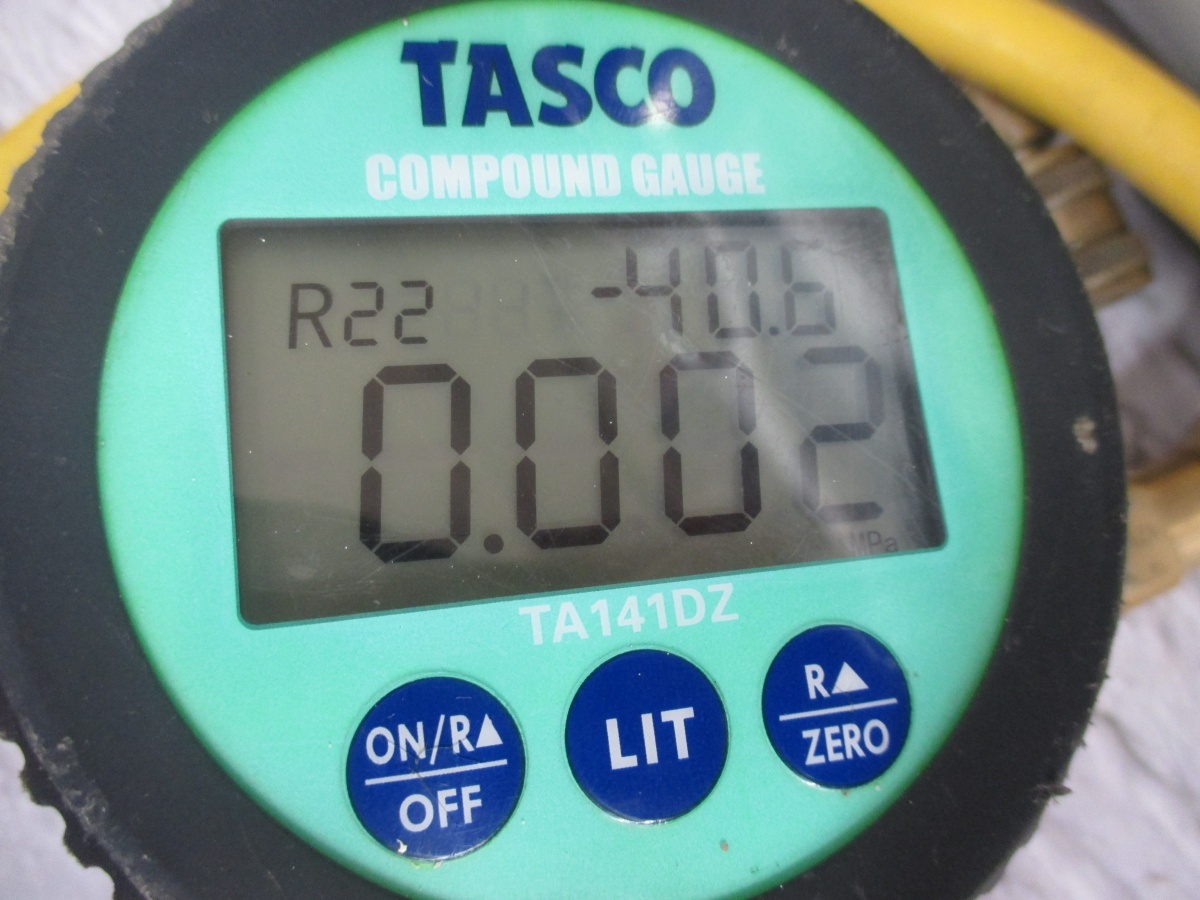 TASCO
COMPOUND GAUGE
R22 -40.6
0.002
MPa
TA141DZ
ON/R▲
OFF
LIT
R▲
ZERO